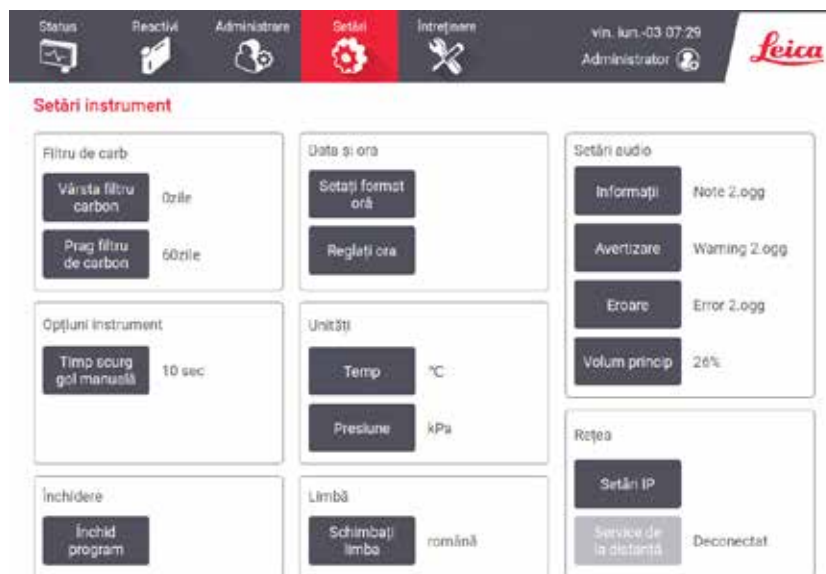 Status
Reactivi
Administrare
Setări
Întreținere
vin. iun.-03 07:29
Administrator
Leica
Setări instrument
Filtru de carb
Vârsta filtru
carbon
0zile
Prag filtru
de carbon
60zile
Data și ora
Setați format
oră
Reglați ora
Setări audio
Informații
Note 2.ogg
Avertizare
Warning 2.ogg
Eroare
Error 2.ogg
Volum princip
26%
Opțiuni instrument
Timp scurg
gol manuală
10 sec
Unități
Temp
°C
Presiune
kPa
Rețea
Setări IP
Service de
la distanță
Deconectat
Închidere
Închid
program
Limbă
Schimbați
limba
română